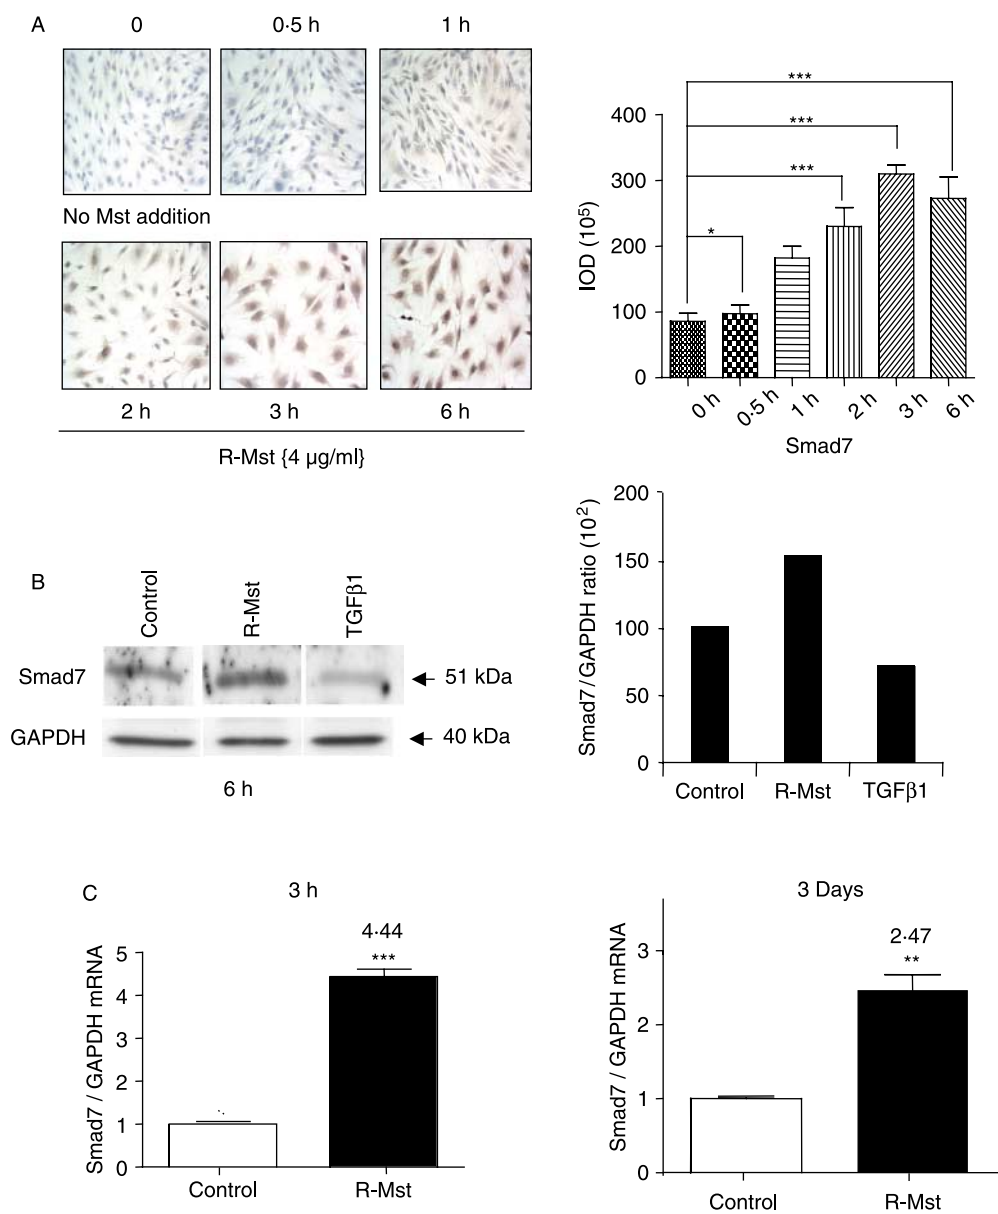 A
0 0·5 h 1 h
No Mst addition
2 h 3 h 6 h
R-Mst {4 µg/ml}
***
***
***
*
400
300
200
100
0
IOD (10⁵)
0 h 0·5 h 1 h 2 h 3 h 6 h
Smad7
B
Control R-Mst TGFβ1
Smad7 51 kDa
GAPDH 40 kDa
6 h
200
150
100
50
0
Smad7/GAPDH ratio (10²)
Control R-Mst TGFβ1
C
3 h
4·44
***
5
4
3
2
1
0
Smad7 / GAPDH mRNA
Control R-Mst
3 Days
2·47
**
3
2
1
0
Smad7 / GAPDH mRNA
Control R-Mst